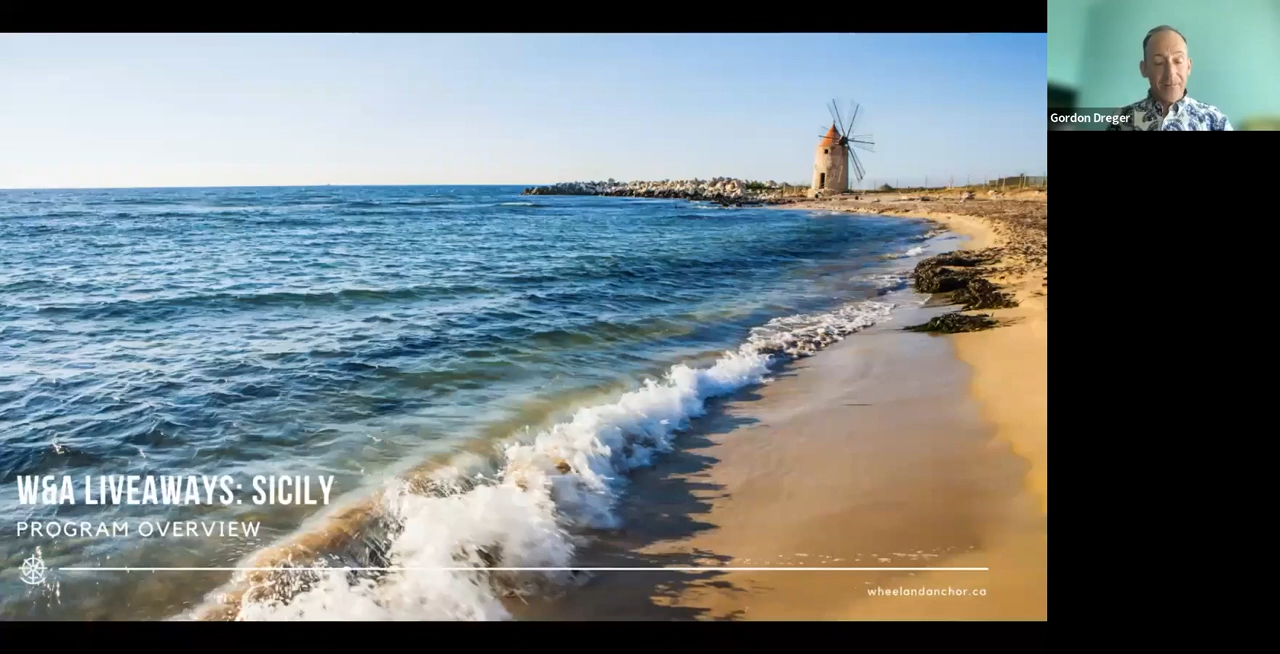 Gordon Dreger
W&A LIVEAWAYS: SICILY
PROGRAM OVERVIEW
wheelandanchor.ca